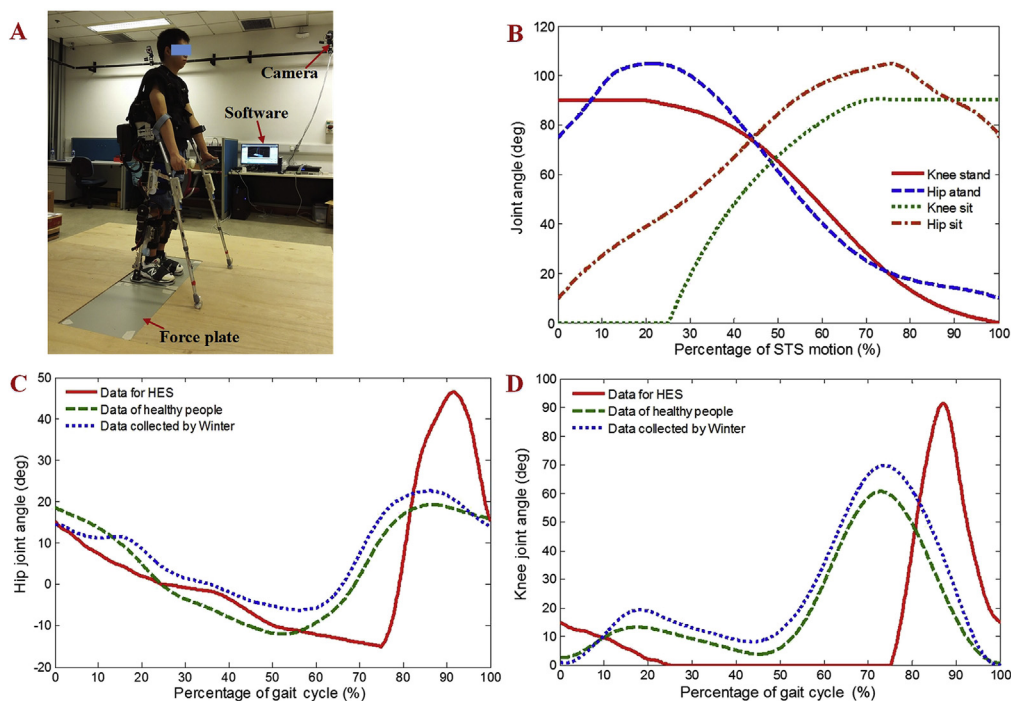 A
Camera
Software
Force plate
B
Joint angle (deg)
120
100
80
60
40
20
0
Knee stand
Hip atand
Knee sit
Hip sit
0 10 20 30 40 50 60 70 80 90 100
Percentage of STS motion (%)
C
Hip joint angle (deg)
50
40
30
20
10
0
-10
-20
Data for HES
Data of healthy people
Data collected by Winter
0 10 20 30 40 50 60 70 80 90 100
Percentage of gait cycle (%)
D
Knee joint angle (deg)
100
90
80
70
60
50
40
30
20
10
0
Data for HES
Data of healthy people
Data collected by Winter
0 10 20 30 40 50 60 70 80 90 100
Percentage of gait cycle (%)